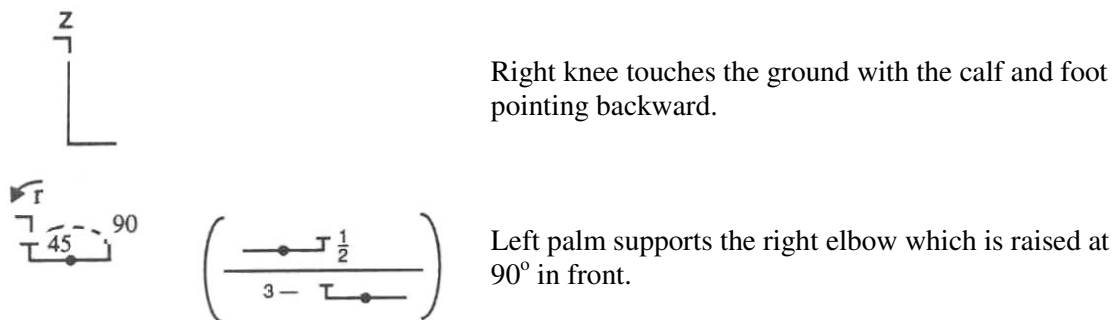 z
Right knee touches the ground with the calf and foot
pointing backward.
r
45
90
1/2
3 –
Left palm supports the right elbow which is raised at
90° in front.